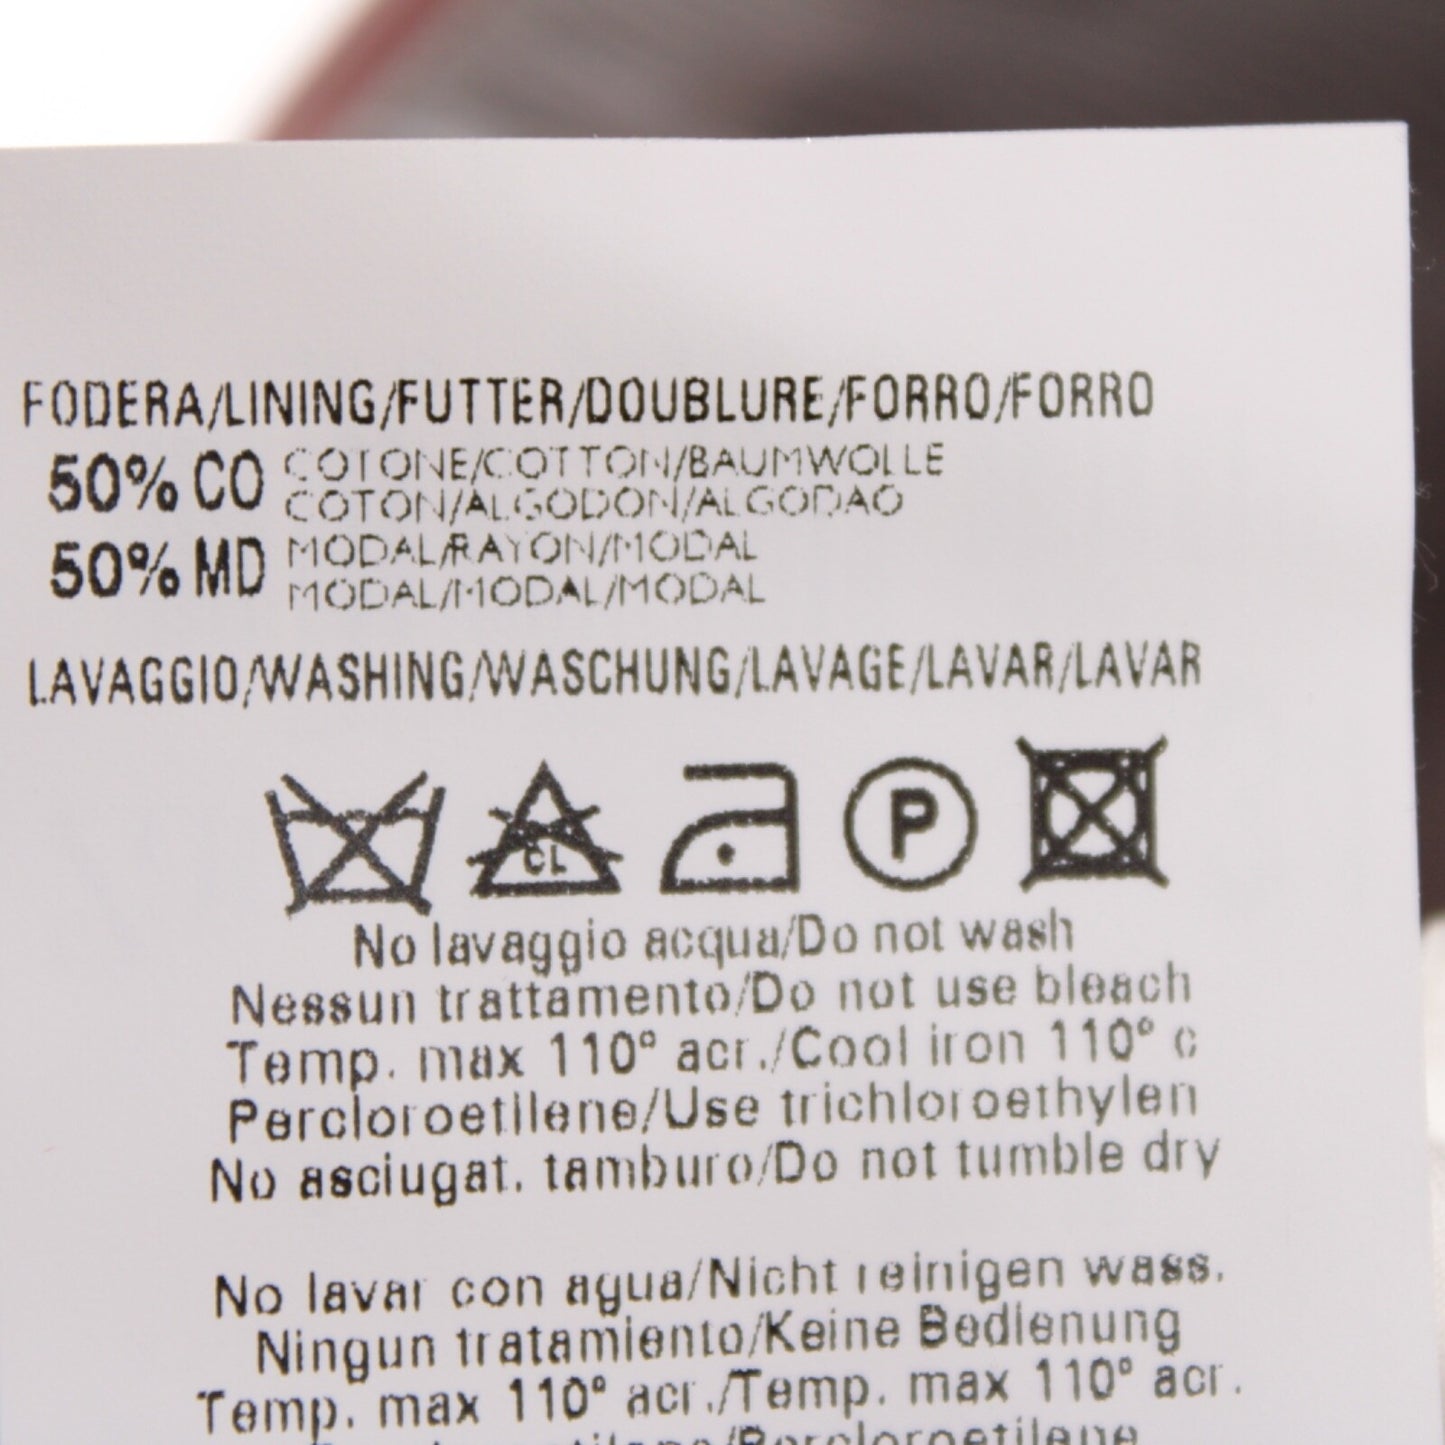 FODERA/LINING/FUTTER/DOUBLURE/FORRO/FORRO
50% CO COTONE/COTTON/BAUMWOLLE
COTON/ALGODON/ALGODAO
50% MD MODAL/RAYON/MODAL
MODAL/MODAL/MODAL
LAVAGGIO/WASHING/WASCHUNG/LAVAGE/LAVAR/LAVAR
CL P
No lavaggio acqua/Do not wash
Nessun trattamento/Do not use bleach
Temp. max 110° acr./Cool iron 110° c
Percloroetilene/Use trichloroethylen
No asciugat. tamburo/Do not tumble dry
No lavar con agua/Nicht reinigen wass.
Ningun tratamiento/Keine Bedienung
Temp. max 110° acr./Temp. max 110° acr.
Percloroetilene/Percloroetilene